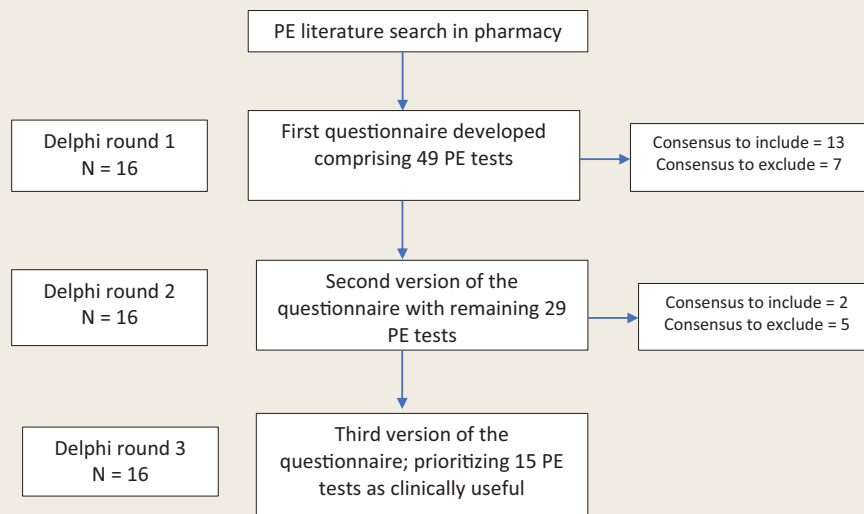 PE literature search in pharmacy
Delphi round 1
N = 16
First questionnaire developed
comprising 49 PE tests
Consensus to include = 13
Consensus to exclude = 7
Delphi round 2
N = 16
Second version of the
questionnaire with remaining 29
PE tests
Consensus to include = 2
Consensus to exclude = 5
Delphi round 3
N = 16
Third version of the
questionnaire; prioritizing 15 PE
tests as clinically useful